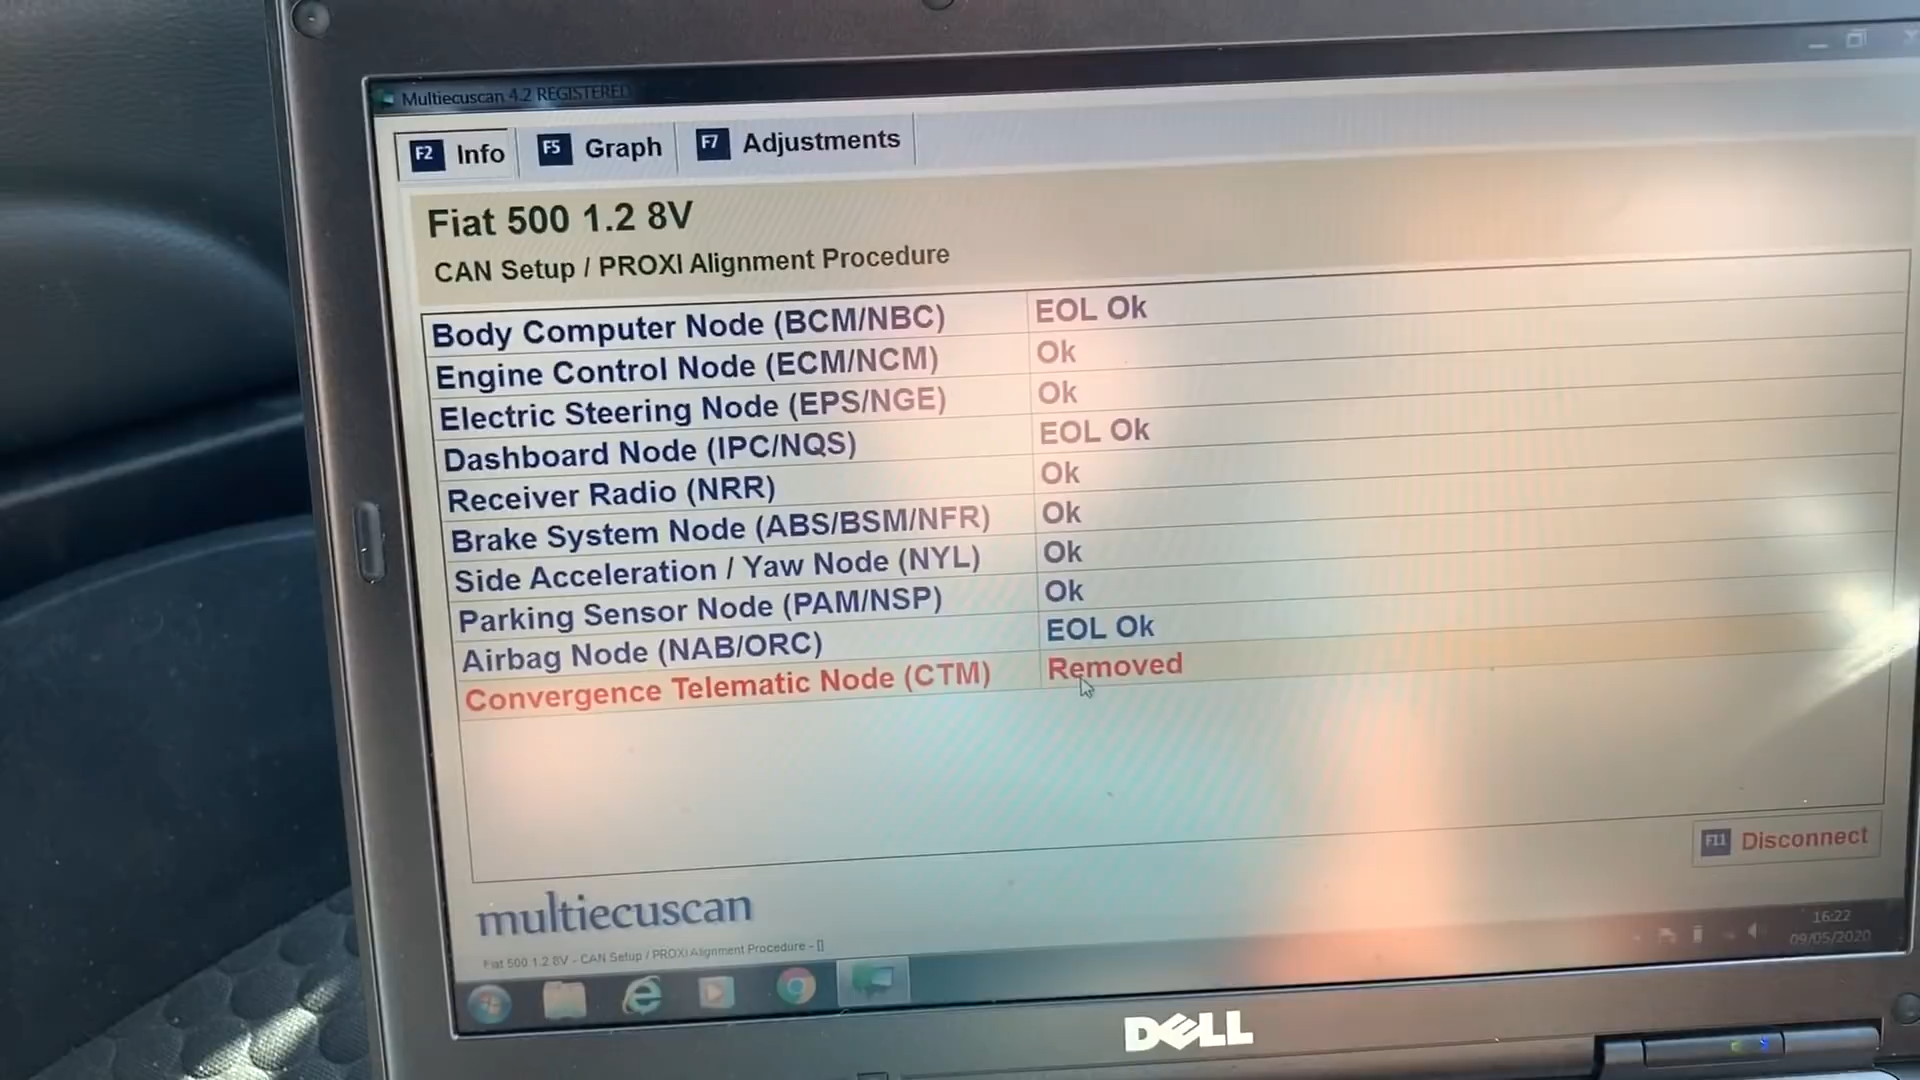 Multiecuscan 4.2 REGISTERED
F2 Info F5 Graph F7 Adjustments
Fiat 500 1.2 8V
CAN Setup / PROXI Alignment Procedure
Body Computer Node (BCM/NBC) EOL Ok
Engine Control Node (ECM/NCM) Ok
Electric Steering Node (EPS/NGE) Ok
Dashboard Node (IPC/NQS) EOL Ok
Receiver Radio (NRR) Ok
Brake System Node (ABS/BSM/NFR) Ok
Side Acceleration / Yaw Node (NYL) Ok
Parking Sensor Node (PAM/NSP) Ok
Airbag Node (NAB/ORC) EOL Ok
Convergence Telematic Node (CTM) Removed
F11 Disconnect
multiecuscan
Fiat 500 1.2 8V - CAN Setup / PROXI Alignment Procedure - []
16:22
09/05/2020
DELL